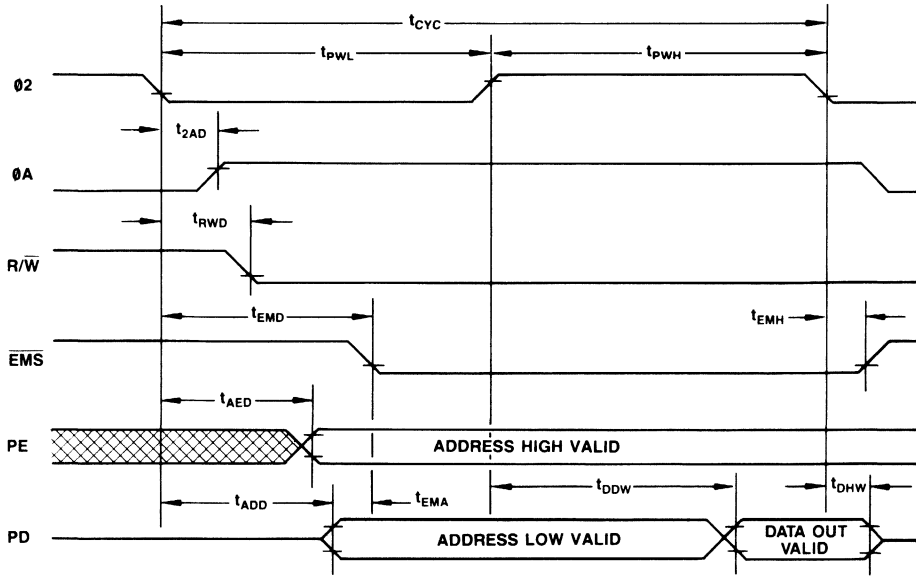 tCYC
tPWL tPWH
Ø2
t2AD
ØA
tRWD
R/W̅
tEMD tEMH
E̅M̅S̅
tAED
PE ADDRESS HIGH VALID
tADD tEMA tDDW tDHW
PD ADDRESS LOW VALID DATA OUT
VALID